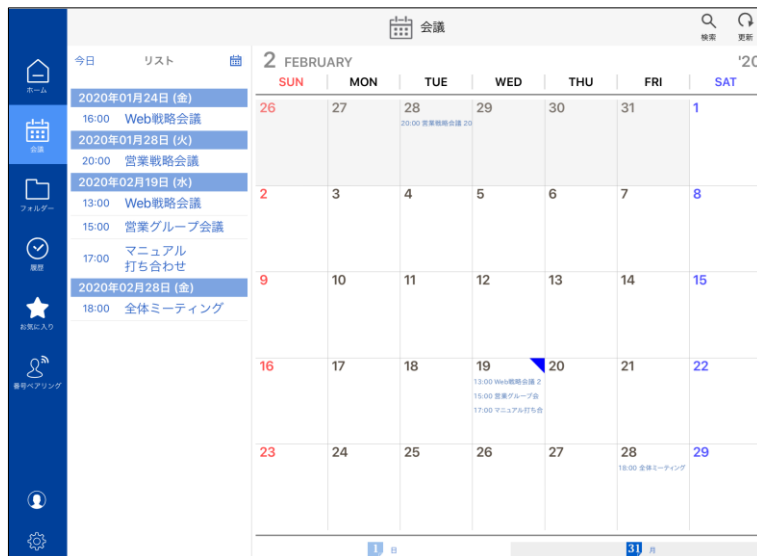 会議
検索
更新
ホーム
会議
フォルダー
履歴
お気に入り
番号ペアリング
今日
リスト
2020年01月24日 (金)
16:00 Web戦略会議
2020年01月28日 (火)
20:00 営業戦略会議
2020年02月19日 (水)
13:00 Web戦略会議
15:00 営業グループ会議
17:00 マニュアル
打ち合わせ
2020年02月28日 (金)
18:00 全体ミーティング
2 FEBRUARY
'20
SUN MON TUE WED THU FRI SAT
26 27 28 29 30 31 1
20:00 営業戦略会議 20
2 3 4 5 6 7 8
9 10 11 12 13 14 15
16 17 18 19 20 21 22
13:00 Web戦略会議 2
15:00 営業グループ会
17:00 マニュアル打ち合
23 24 25 26 27 28 29
18:00 全体ミーティング
1 日
31 月